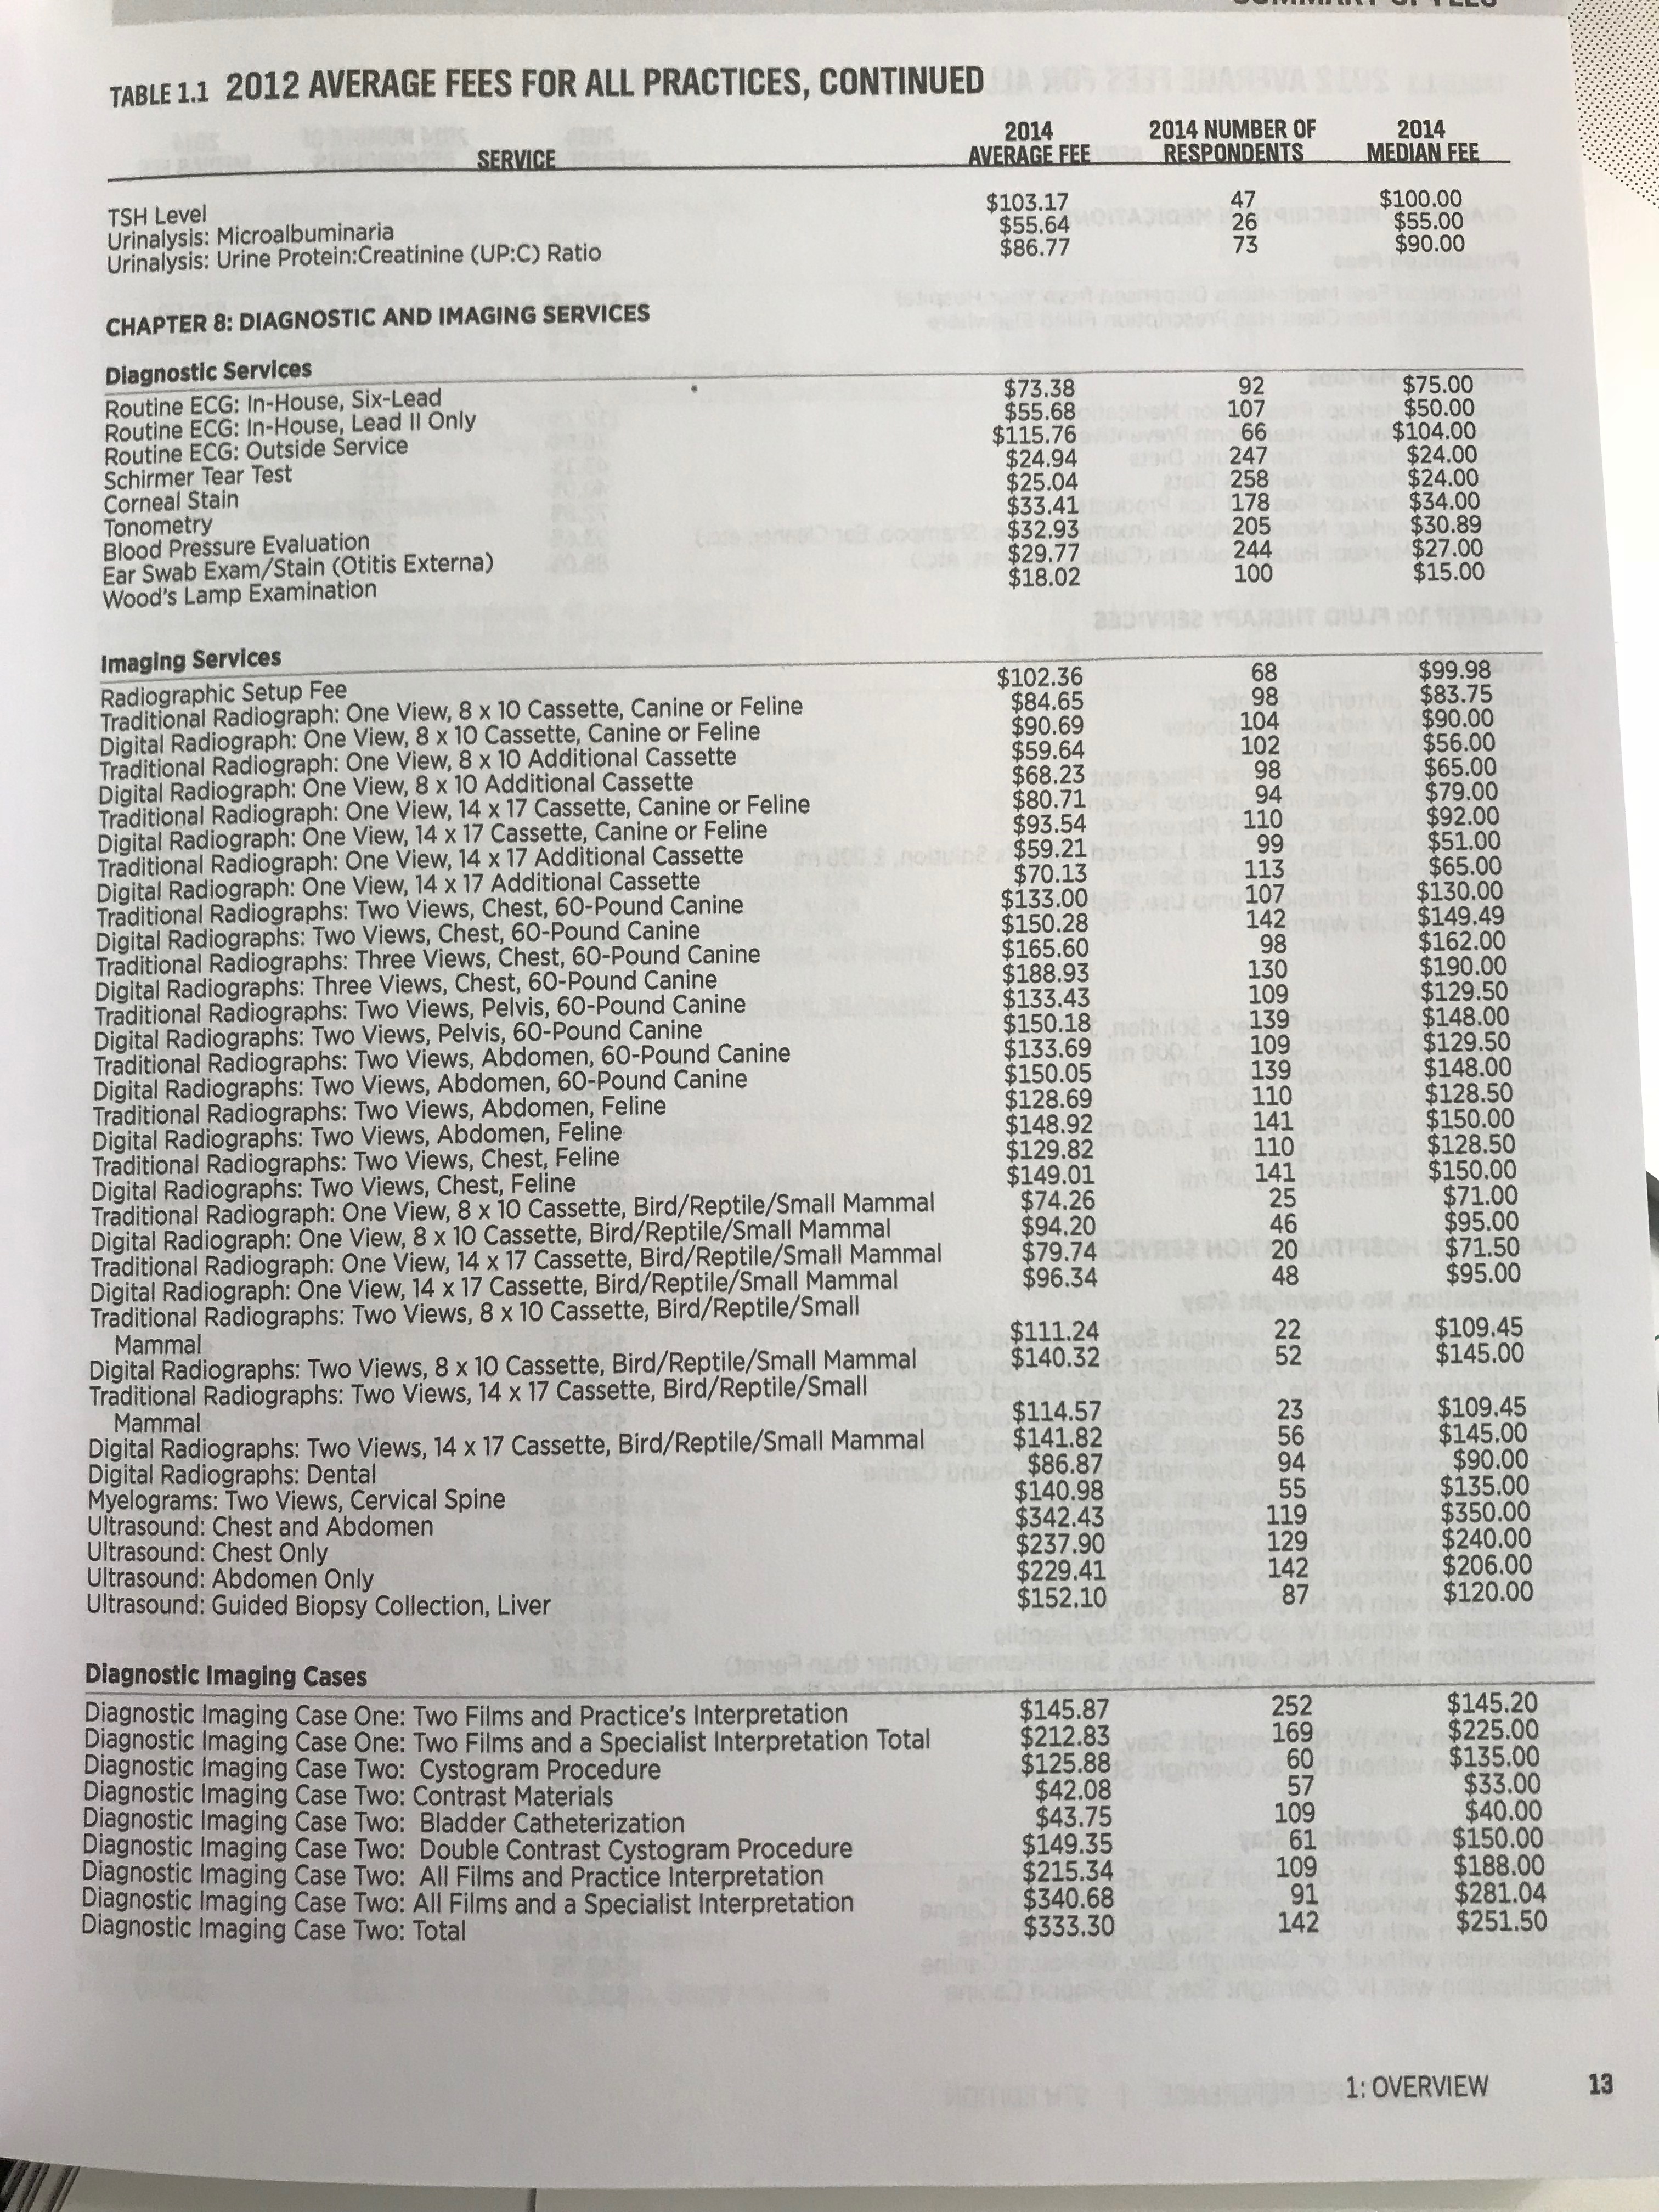 SUMMARY OF FEES
TABLE 1.1 2012 AVERAGE FEES FOR ALL PRACTICES, CONTINUED
SERVICE 2014 AVERAGE FEE 2014 NUMBER OF RESPONDENTS 2014 MEDIAN FEE
TSH Level $103.17 47 $100.00
Urinalysis: Microalbuminaria $55.64 26 $55.00
Urinalysis: Urine Protein:Creatinine (UP:C) Ratio $86.77 73 $90.00
CHAPTER 8: DIAGNOSTIC AND IMAGING SERVICES
Diagnostic Services
Routine ECG: In-House, Six-Lead $73.38 92 $75.00
Routine ECG: In-House, Lead II Only $55.68 107 $50.00
Routine ECG: Outside Service $115.76 66 $104.00
Schirmer Tear Test $24.94 247 $24.00
Corneal Stain $25.04 258 $24.00
Tonometry $33.41 178 $34.00
Blood Pressure Evaluation $32.93 205 $30.89
Ear Swab Exam/Stain (Otitis Externa) $29.77 244 $27.00
Wood's Lamp Examination $18.02 100 $15.00
Imaging Services
Radiographic Setup Fee $102.36 68 $99.98
Traditional Radiograph: One View, 8 x 10 Cassette, Canine or Feline $84.65 98 $83.75
Digital Radiograph: One View, 8 x 10 Cassette, Canine or Feline $90.69 104 $90.00
Traditional Radiograph: One View, 8 x 10 Additional Cassette $59.64 102 $56.00
Digital Radiograph: One View, 8 x 10 Additional Cassette $68.23 98 $65.00
Traditional Radiograph: One View, 14 x 17 Cassette, Canine or Feline $80.71 94 $79.00
Digital Radiograph: One View, 14 x 17 Cassette, Canine or Feline $93.54 110 $92.00
Traditional Radiograph: One View, 14 x 17 Additional Cassette $59.21 99 $51.00
Digital Radiograph: One View, 14 x 17 Additional Cassette $70.13 113 $65.00
Traditional Radiographs: Two Views, Chest, 60-Pound Canine $133.00 107 $130.00
Digital Radiographs: Two Views, Chest, 60-Pound Canine $150.28 142 $149.49
Traditional Radiographs: Three Views, Chest, 60-Pound Canine $165.60 98 $162.00
Digital Radiographs: Three Views, Chest, 60-Pound Canine $188.93 130 $190.00
Traditional Radiographs: Two Views, Pelvis, 60-Pound Canine $133.43 109 $129.50
Digital Radiographs: Two Views, Pelvis, 60-Pound Canine $150.18 139 $148.00
Traditional Radiographs: Two Views, Abdomen, 60-Pound Canine $133.69 109 $129.50
Digital Radiographs: Two Views, Abdomen, 60-Pound Canine $150.05 139 $148.00
Traditional Radiographs: Two Views, Abdomen, Feline $128.69 110 $128.50
Digital Radiographs: Two Views, Abdomen, Feline $148.92 141 $150.00
Traditional Radiographs: Two Views, Chest, Feline $129.82 110 $128.50
Digital Radiographs: Two Views, Chest, Feline $149.01 141 $150.00
Traditional Radiograph: One View, 8 x 10 Cassette, Bird/Reptile/Small Mammal $74.26 25 $71.00
Digital Radiograph: One View, 8 x 10 Cassette, Bird/Reptile/Small Mammal $94.20 46 $95.00
Traditional Radiograph: One View, 14 x 17 Cassette, Bird/Reptile/Small Mammal $79.74 20 $71.50
Digital Radiograph: One View, 14 x 17 Cassette, Bird/Reptile/Small Mammal $96.34 48 $95.00
Traditional Radiographs: Two Views, 8 x 10 Cassette, Bird/Reptile/Small
Mammal $111.24 22 $109.45
Digital Radiographs: Two Views, 8 x 10 Cassette, Bird/Reptile/Small Mammal $140.32 52 $145.00
Traditional Radiographs: Two Views, 14 x 17 Cassette, Bird/Reptile/Small
Mammal $114.57 23 $109.45
Digital Radiographs: Two Views, 14 x 17 Cassette, Bird/Reptile/Small Mammal $141.82 56 $145.00
Digital Radiographs: Dental $86.87 94 $90.00
Myelograms: Two Views, Cervical Spine $140.98 55 $135.00
Ultrasound: Chest and Abdomen $342.43 119 $350.00
Ultrasound: Chest Only $237.90 129 $240.00
Ultrasound: Abdomen Only $229.41 142 $206.00
Ultrasound: Guided Biopsy Collection, Liver $152.10 87 $120.00
Diagnostic Imaging Cases
Diagnostic Imaging Case One: Two Films and Practice's Interpretation $145.87 252 $145.20
Diagnostic Imaging Case One: Two Films and a Specialist Interpretation Total $212.83 169 $225.00
Diagnostic Imaging Case Two: Cystogram Procedure $125.88 60 $135.00
Diagnostic Imaging Case Two: Contrast Materials $42.08 57 $33.00
Diagnostic Imaging Case Two: Bladder Catheterization $43.75 109 $40.00
Diagnostic Imaging Case Two: Double Contrast Cystogram Procedure $149.35 61 $150.00
Diagnostic Imaging Case Two: All Films and Practice Interpretation $215.34 109 $188.00
Diagnostic Imaging Case Two: All Films and a Specialist Interpretation $340.68 91 $281.04
Diagnostic Imaging Case Two: Total $333.30 142 $251.50
1: OVERVIEW 13